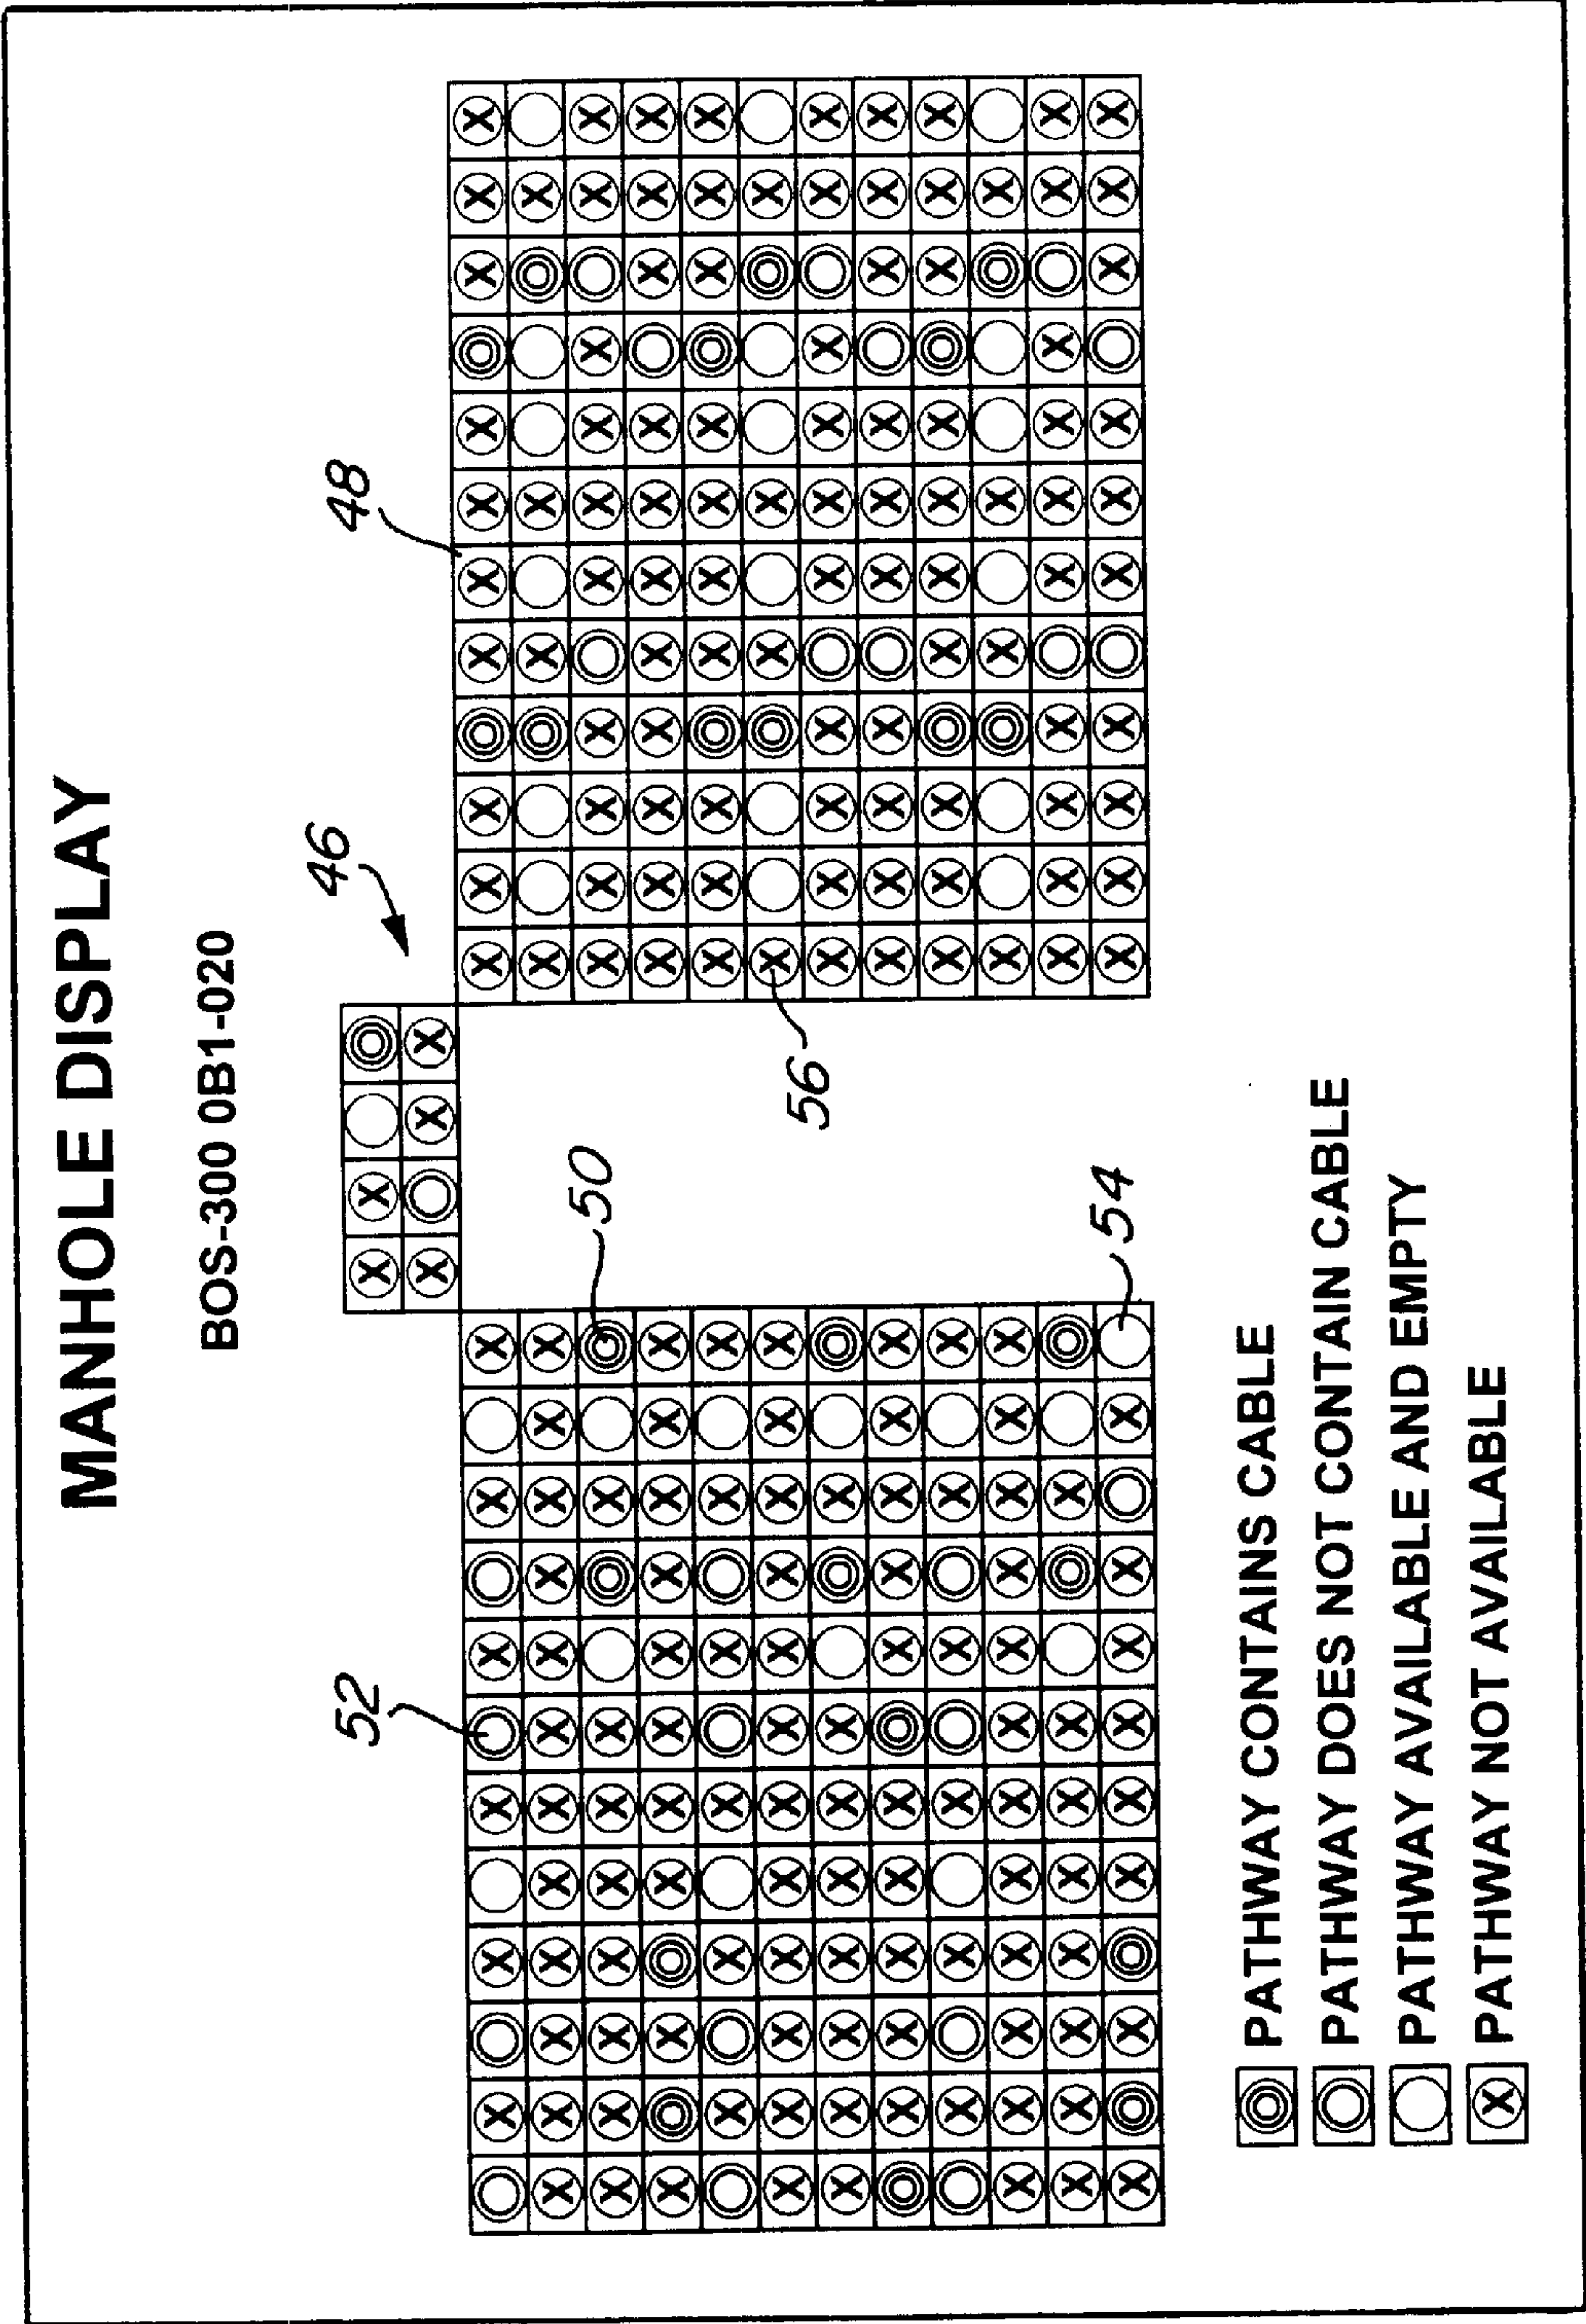 MANHOLE DISPLAY
BOS-300 0B1-020
46
48
52
50
56
54
PATHWAY CONTAINS CABLE
PATHWAY DOES NOT CONTAIN CABLE
PATHWAY AVAILABLE AND EMPTY
PATHWAY NOT AVAILABLE